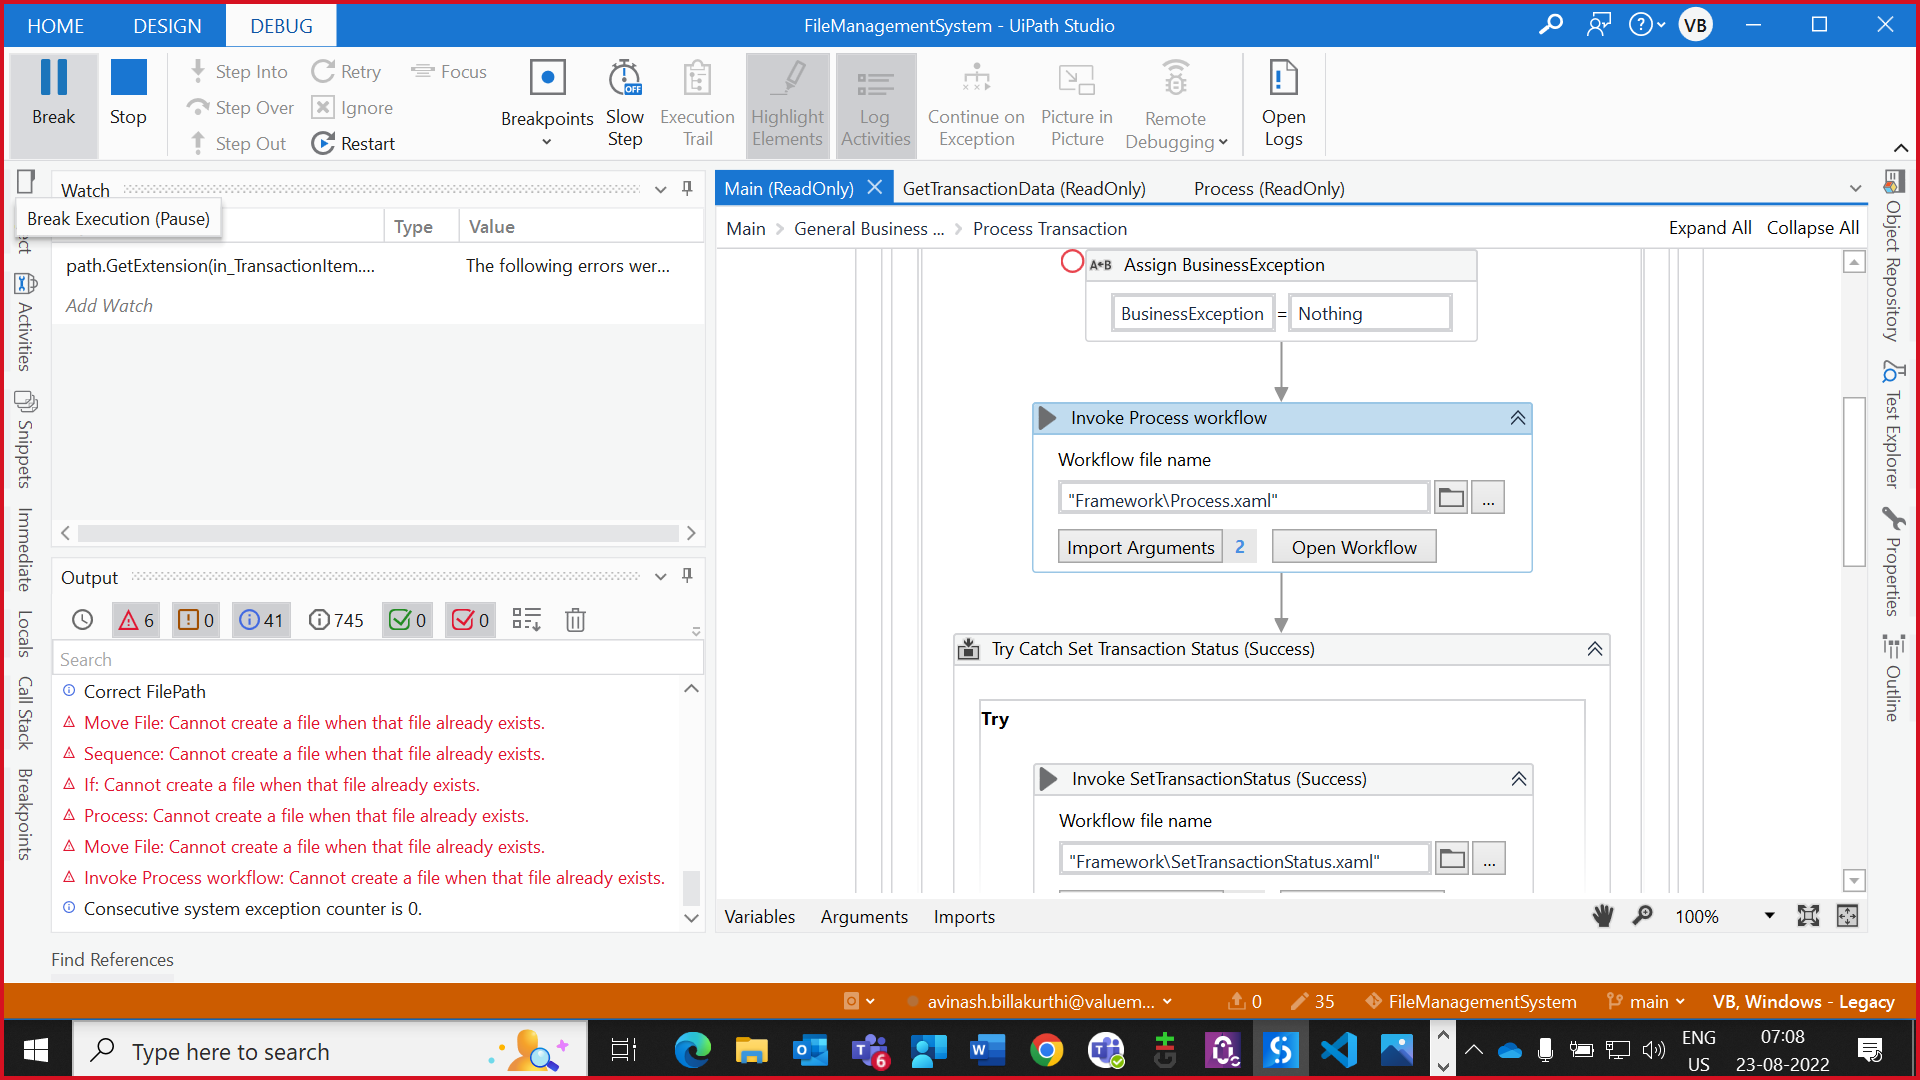 HOME
DESIGN
DEBUG
FileManagementSystem - UiPath Studio
VB
Break
Stop
Step Into
Step Over
Step Out
Retry
Ignore
Restart
Focus
Breakpoints
Slow
Step
OFF
Execution
Trail
Highlight
Elements
Log
Activities
Continue on
Exception
Picture in
Picture
Remote
Debugging
Open
Logs
Watch
Break Execution (Pause)
Type
Value
path.GetExtension(in_TransactionItem....
The following errors wer...
Add Watch
Activities
Snippets
Immediate
Locals
Call Stack
Breakpoints
Output
6
0
41
745
0
0
Search
Correct FilePath
Move File: Cannot create a file when that file already exists.
Sequence: Cannot create a file when that file already exists.
If: Cannot create a file when that file already exists.
Process: Cannot create a file when that file already exists.
Move File: Cannot create a file when that file already exists.
Invoke Process workflow: Cannot create a file when that file already exists.
Consecutive system exception counter is 0.
Find References
Main (ReadOnly)
GetTransactionData (ReadOnly)
Process (ReadOnly)
Main > General Business ... > Process Transaction
Expand All
Collapse All
A←B Assign BusinessException
BusinessException = Nothing
Invoke Process workflow
Workflow file name
"Framework\Process.xaml"
...
Import Arguments 2
Open Workflow
Try Catch Set Transaction Status (Success)
Try
Invoke SetTransactionStatus (Success)
Workflow file name
"Framework\SetTransactionStatus.xaml"
...
Variables
Arguments
Imports
100%
Object Repository
Test Explorer
Properties
Outline
avinash.billakurthi@valuem...
0
35
FileManagementSystem
main
VB, Windows - Legacy
Type here to search
6
ENG
US
07:08
23-08-2022